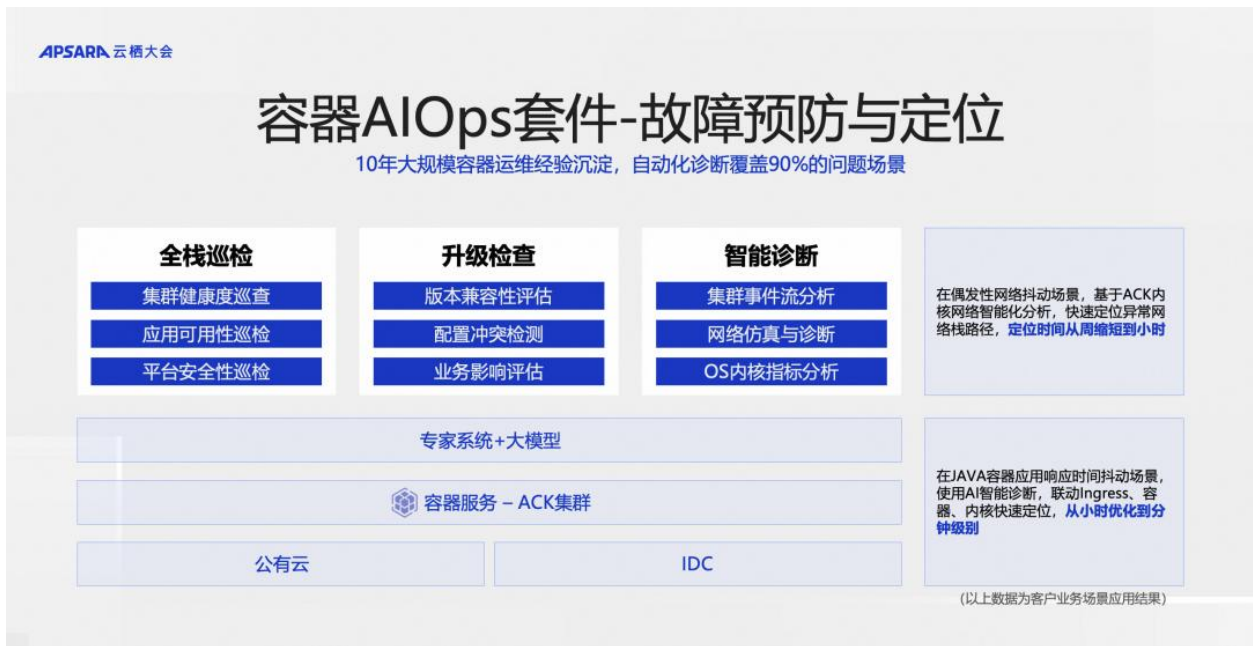 APSARA云栖大会
容器AIOps套件-故障预防与定位
10年大规模容器运维经验沉淀，自动化诊断覆盖90%的问题场景
全栈巡检
集群健康度巡查
应用可用性巡检
平台安全性巡检
升级检查
版本兼容性评估
配置冲突检测
业务影响评估
智能诊断
集群事件流分析
网络仿真与诊断
OS内核指标分析
在偶发性网络抖动场景，基于ACK内
核网络智能化分析，快速定位异常网
络栈路径，定位时间从周缩短到小时
专家系统+大模型
容器服务 – ACK集群
公有云
IDC
在JAVA容器应用响应时间抖动场景，
使用AI智能诊断，联动Ingress、容
器、内核快速定位，从小时优化到分
钟级别
(以上数据为客户业务场景应用结果)